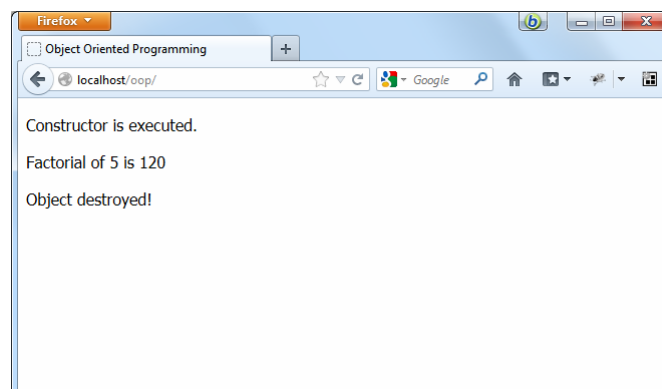 Firefox
Object Oriented Programming
localhost/oop/
Google
Constructor is executed.
Factorial of 5 is 120
Object destroyed!